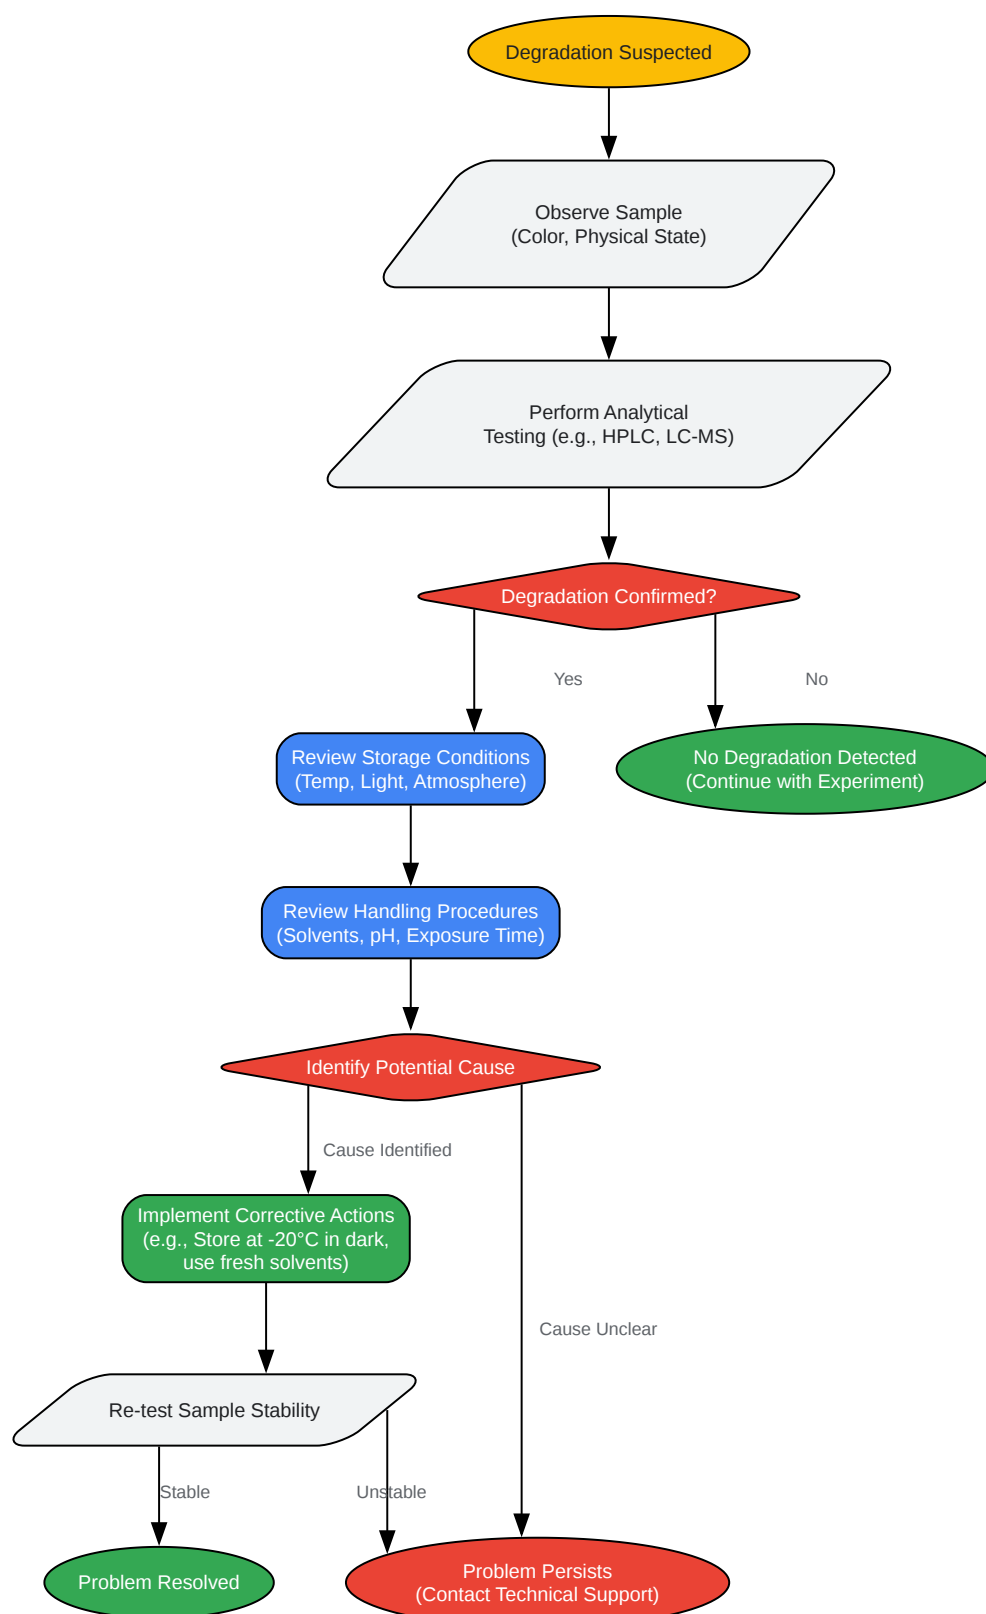 Degradation Suspected
Observe Sample
(Color, Physical State)
Perform Analytical
Testing (e.g., HPLC, LC-MS)
Degradation Confirmed?
Yes
No
Review Storage Conditions
(Temp, Light, Atmosphere)
No Degradation Detected
(Continue with Experiment)
Review Handling Procedures
(Solvents, pH, Exposure Time)
Identify Potential Cause
Cause Identified
Implement Corrective Actions
(e.g., Store at -20°C in dark,
use fresh solvents)
Cause Unclear
Re-test Sample Stability
Stable
Unstable
Problem Resolved
Problem Persists
(Contact Technical Support)